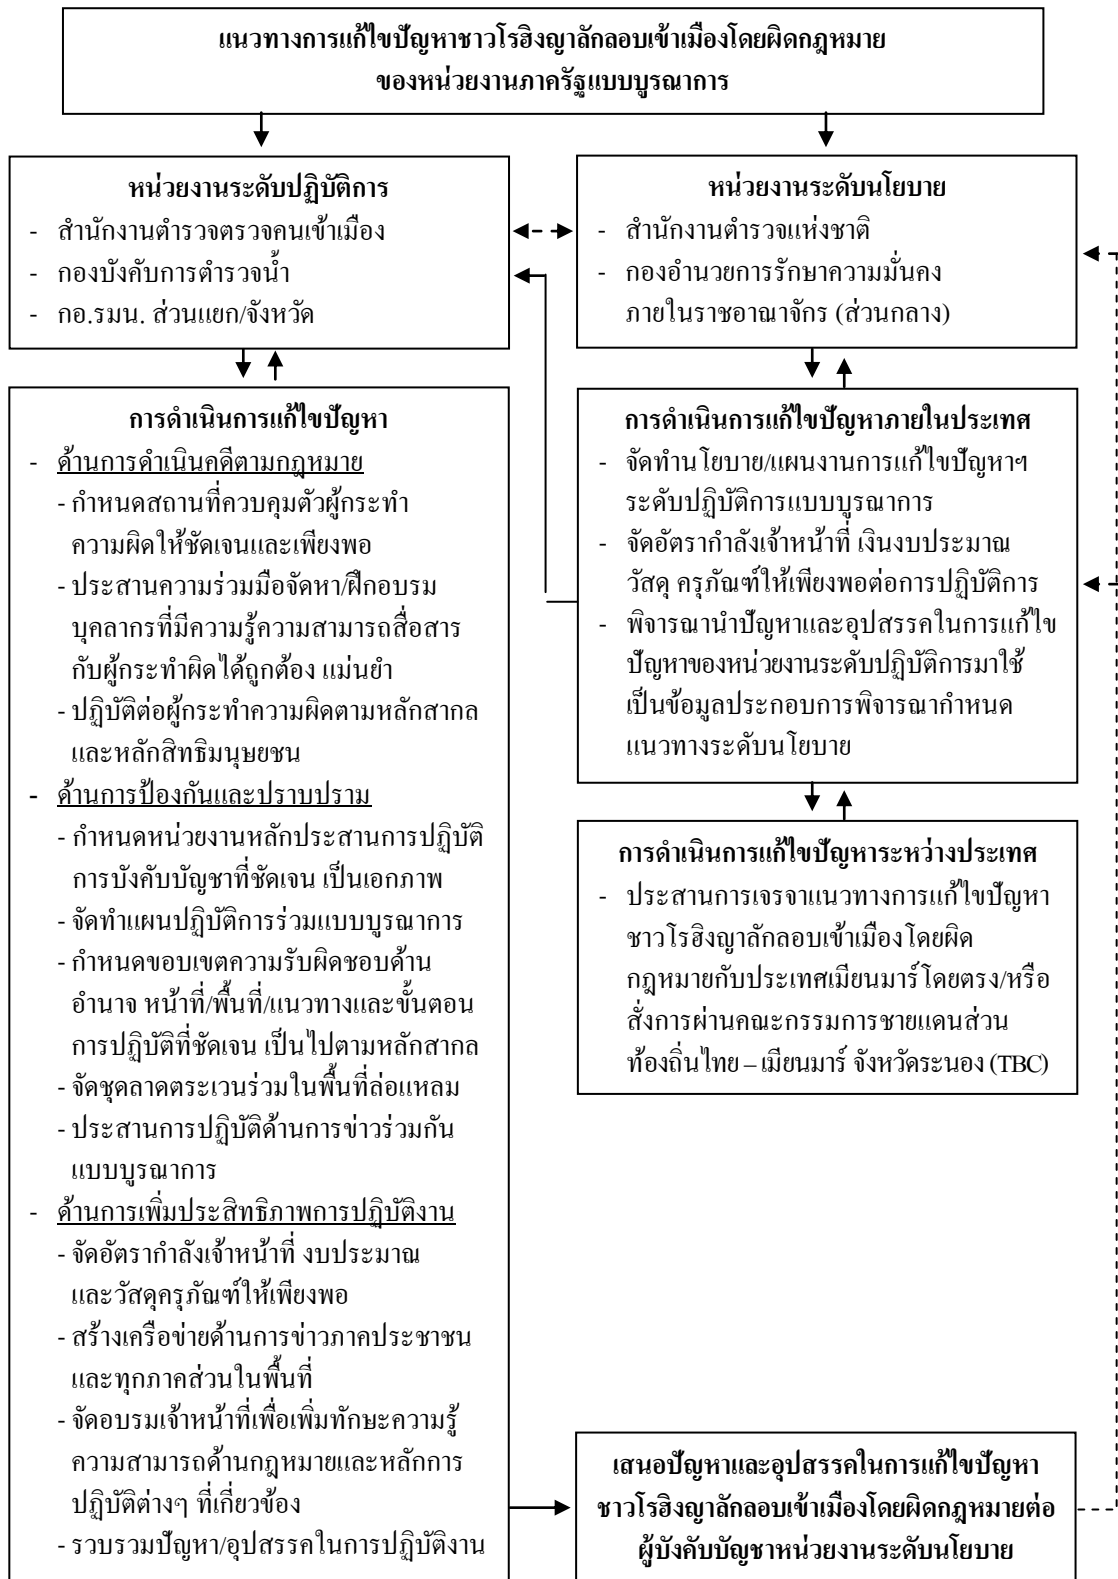 แนวทางการแก้ไขปัญหาชาวโรฮิงญาลักลอบเข้าเมืองโดยผิดกฎหมาย
ของหน่วยงานภาครัฐแบบบูรณาการ
หน่วยงานระดับปฏิบัติการ
- สำนักงานตำรวจตรวจคนเข้าเมือง
- กองบังคับการตำรวจน้ำ
- กอ.รมน. ส่วนแยก/จังหวัด
หน่วยงานระดับนโยบาย
- สำนักงานตำรวจแห่งชาติ
- กองอำนวยการรักษาความมั่นคง
ภายในราชอาณาจักร (ส่วนกลาง)
การดำเนินการแก้ไขปัญหา
- ด้านการดำเนินคดีตามกฎหมาย
- กำหนดสถานที่ควบคุมตัวผู้กระทำ
ความผิดให้ชัดเจนและเพียงพอ
- ประสานความร่วมมือจัดหา/ฝึกอบรม
บุคลากรที่มีความรู้ความสามารถสื่อสาร
กับผู้กระทำผิดได้ถูกต้อง แม่นยำ
- ปฏิบัติต่อผู้กระทำความผิดตามหลักสากล
และหลักสิทธิมนุษยชน
- ด้านการป้องกันและปราบปราม
- กำหนดหน่วยงานหลักประสานการปฏิบัติ
การบังคับบัญชาที่ชัดเจน เป็นเอกภาพ
- จัดทำแผนปฏิบัติการร่วมแบบบูรณาการ
- กำหนดขอบเขตความรับผิดชอบด้าน
อำนาจ หน้าที่/พื้นที่/แนวทางและขั้นตอน
การปฏิบัติที่ชัดเจน เป็นไปตามหลักสากล
- จัดชุดลาดตระเวนร่วมในพื้นที่ล่อแหลม
- ประสานการปฏิบัติด้านการข่าวร่วมกัน
แบบบูรณาการ
- ด้านการเพิ่มประสิทธิภาพการปฏิบัติงาน
- จัดอัตรากำลังเจ้าหน้าที่ งบประมาณ
และวัสดุครุภัณฑ์ให้เพียงพอ
- สร้างเครือข่ายด้านการข่าวภาคประชาชน
และทุกภาคส่วนในพื้นที่
- จัดอบรมเจ้าหน้าที่เพื่อเพิ่มทักษะความรู้
ความสามารถด้านกฎหมายและหลักการ
ปฏิบัติต่างๆ ที่เกี่ยวข้อง
- รวบรวมปัญหา/อุปสรรคในการปฏิบัติงาน
การดำเนินการแก้ไขปัญหาภายในประเทศ
- จัดทำนโยบาย/แผนงานการแก้ไขปัญหาฯ
ระดับปฏิบัติการแบบบูรณาการ
- จัดอัตรากำลังเจ้าหน้าที่ เงินงบประมาณ
วัสดุ ครุภัณฑ์ให้เพียงพอต่อการปฏิบัติการ
- พิจารณานำปัญหาและอุปสรรคในการแก้ไข
ปัญหาของหน่วยงานระดับปฏิบัติการมาใช้
เป็นข้อมูลประกอบการพิจารณากำหนด
แนวทางระดับนโยบาย
การดำเนินการแก้ไขปัญหาระหว่างประเทศ
- ประสานการเจรจาแนวทางการแก้ไขปัญหา
ชาวโรฮิงญาลักลอบเข้าเมืองโดยผิด
กฎหมายกับประเทศเมียนมาร์โดยตรง/หรือ
สั่งการผ่านคณะกรรมการชายแดนส่วน
ท้องถิ่นไทย – เมียนมาร์ จังหวัดระนอง (TBC)
เสนอปัญหาและอุปสรรคในการแก้ไขปัญหา
ชาวโรฮิงญาลักลอบเข้าเมืองโดยผิดกฎหมายต่อ
ผู้บังคับบัญชาหน่วยงานระดับนโยบาย